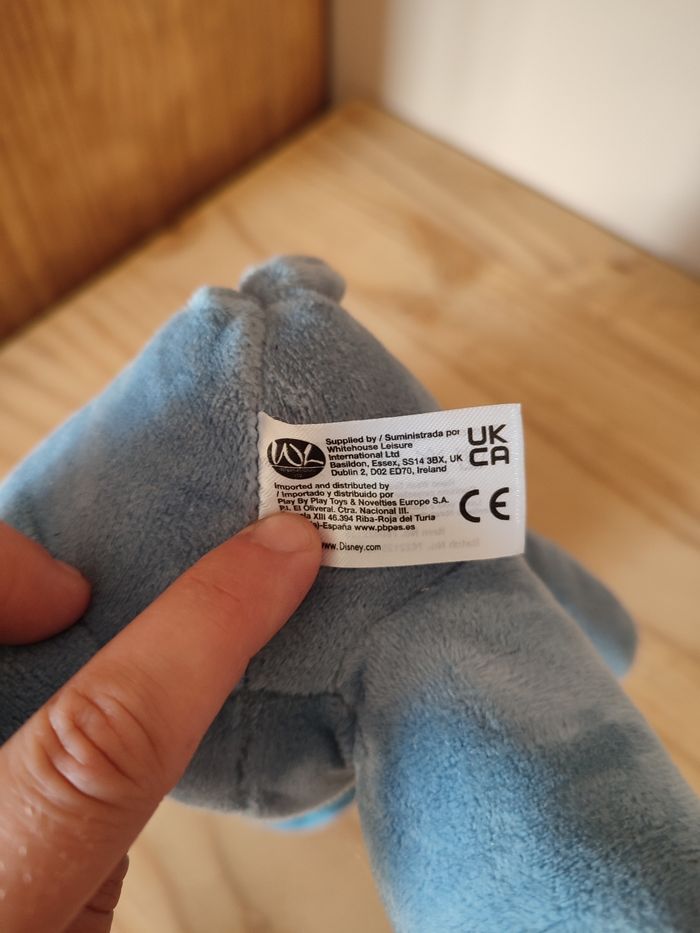 WL
Supplied by / Suministrada por
Whitehouse Leisure
International Ltd
Basildon, Essex, SS14 3BX, UK
Dublin 2, D02 ED70, Ireland
UK
CA
Imported and distributed by
/ Importado y distribuido por
Play By Play Toys & Novelties Europe S.A.
P.I. El Oliveral. Ctra. Nacional III.
XIII 46.394 Riba-Roja del Turia
España www.pbpes.es
CE
www.Disney.com